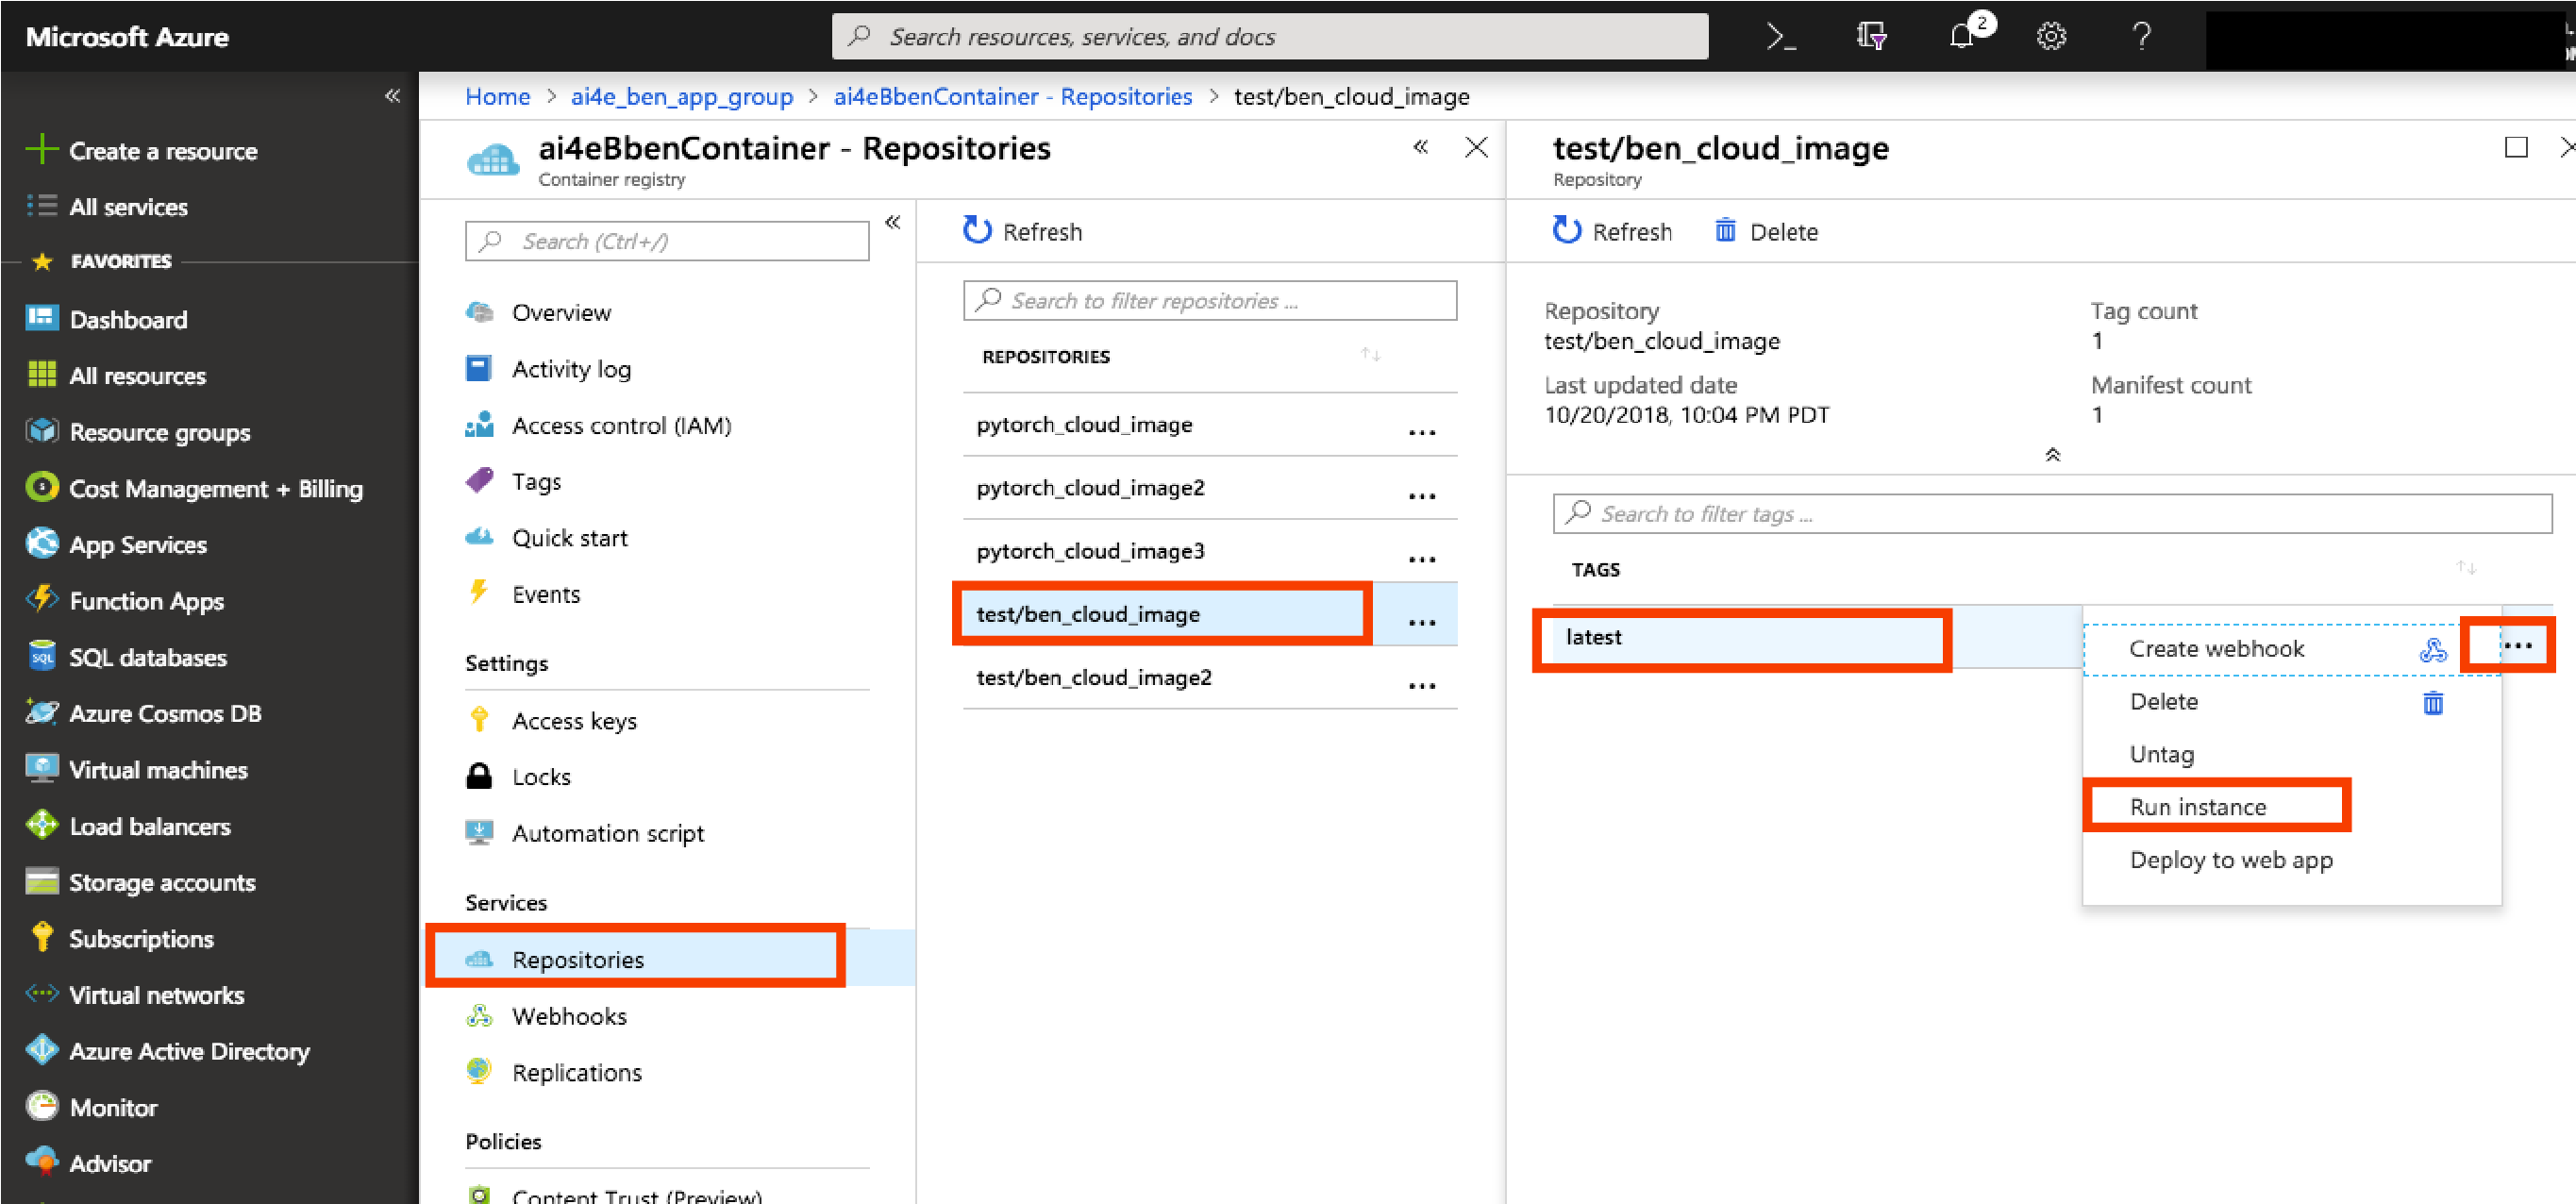 Microsoft Azure
Search resources, services, and docs
2
Create a resource
All services
FAVORITES
Dashboard
All resources
Resource groups
Cost Management + Billing
App Services
Function Apps
SQL databases
Azure Cosmos DB
Virtual machines
Load balancers
Storage accounts
Subscriptions
Virtual networks
Azure Active Directory
Monitor
Advisor
Home > ai4e_ben_app_group > ai4eBbenContainer - Repositories > test/ben_cloud_image
ai4eBbenContainer - Repositories
Container registry
Search (Ctrl+/)
Overview
Activity log
Access control (IAM)
Tags
Quick start
Events
Settings
Access keys
Locks
Automation script
Services
Repositories
Webhooks
Replications
Policies
Content Trust (Preview)
Refresh
Search to filter repositories ...
REPOSITORIES
pytorch_cloud_image
pytorch_cloud_image2
pytorch_cloud_image3
test/ben_cloud_image
test/ben_cloud_image2
test/ben_cloud_image
Repository
Refresh Delete
Repository
test/ben_cloud_image
Tag count
1
Last updated date
10/20/2018, 10:04 PM PDT
Manifest count
1
Search to filter tags ...
TAGS
latest
Create webhook
Delete
Untag
Run instance
Deploy to web app